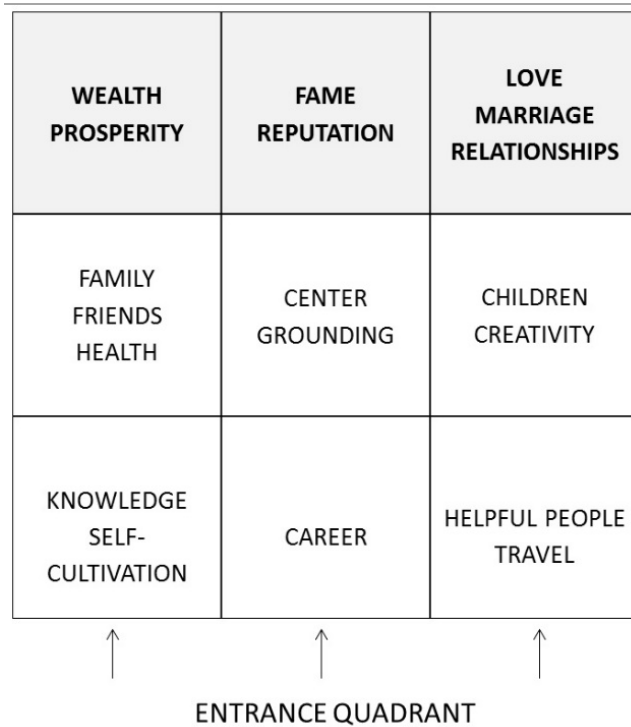 WEALTH
PROSPERITY
FAME
REPUTATION
LOVE
MARRIAGE
RELATIONSHIPS
FAMILY
FRIENDS
HEALTH
CENTER
GROUNDING
CHILDREN
CREATIVITY
KNOWLEDGE
SELF-
CULTIVATION
CAREER
HELPFUL PEOPLE
TRAVEL
ENTRANCE QUADRANT